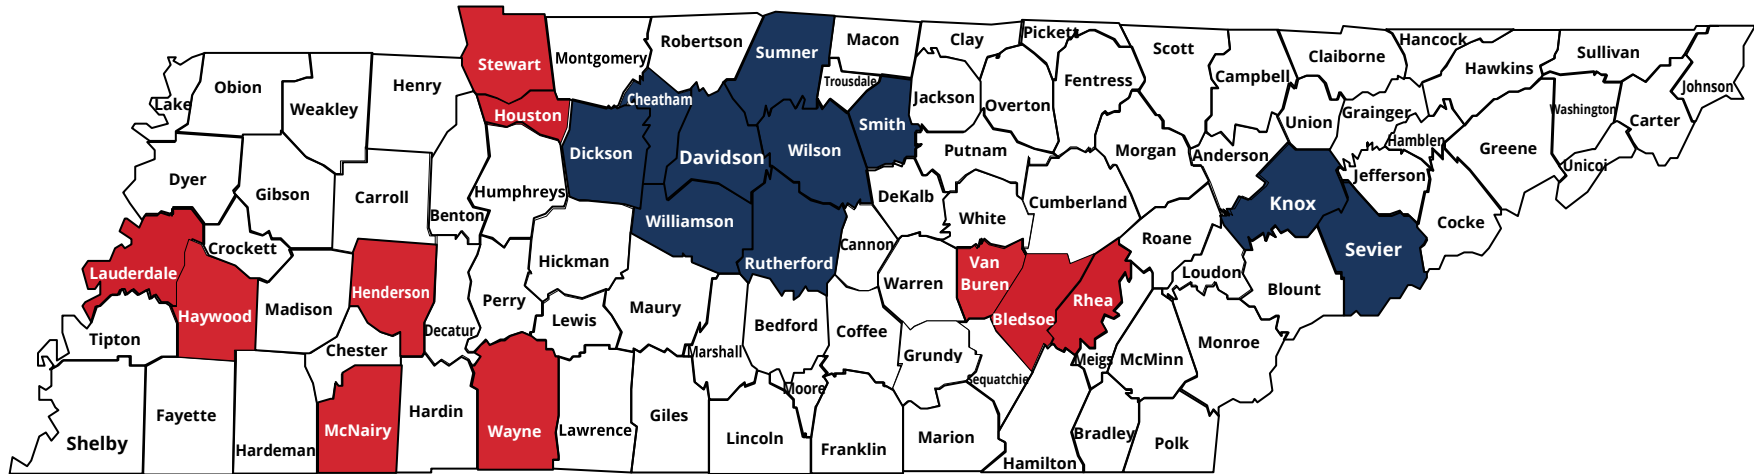 Pickett
Hancock
Robertson
Macon
Clay
Scott
Sumner
Claiborne
Sullivan
Montgomery
Stewart
Hawkins
Henry
Obion
Campbell
Fentress
Trousdale
Johnson
Lake
Weakley
Cheatham
Jackson
Overton
Grainger
Washington
Houston
Smith
Union
Carter
Hamblen
Dickson
Davidson
Wilson
Putnam
Morgan
Anderson
Greene
Unicoi
Dyer
Gibson
Carroll
Humphreys
Jefferson
DeKalb
Cumberland
Knox
Benton
Williamson
White
Cocke
Crockett
Cannon
Roane
Sevier
Lauderdale
Hickman
Rutherford
Van
Buren
Loudon
Henderson
Warren
Blount
Perry
Rhea
Haywood
Madison
Maury
Bledsoe
Lewis
Bedford
Coffee
Decatur
Tipton
Chester
Marshall
Grundy
Meigs
McMinn
Monroe
Sequatchie
Moore
Fayette
Hardin
Giles
McNairy
Wayne
Lawrence
Shelby
Lincoln
Marion
Bradley
Polk
Hardeman
Franklin
Hamilton